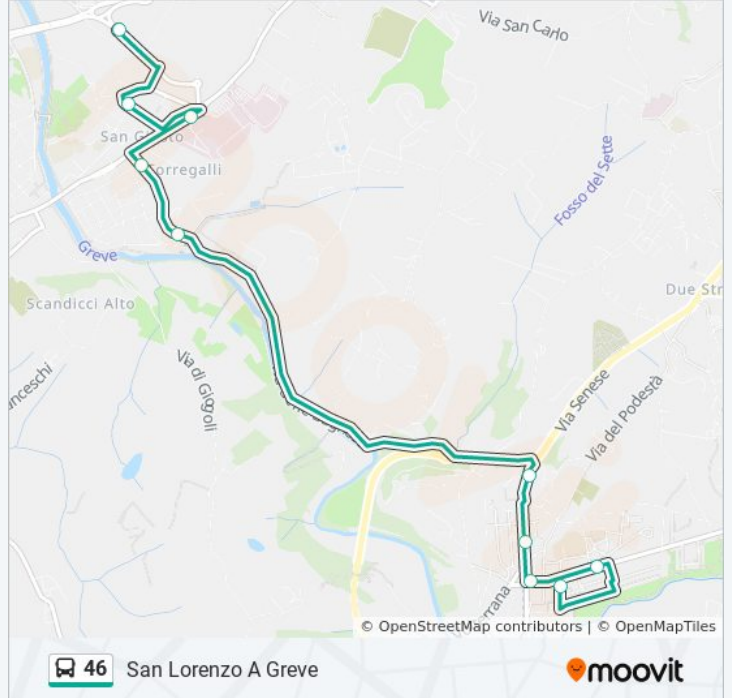 Via San Carlo
San Giusto
Torregalli
Fosso del Sette
Greve
Scandicci Alto
Due Str
Via di Giogoli
nceschi
Via Senese
Via del Podestà
© OpenStreetMap contributors | © OpenMapTiles
46 San Lorenzo A Greve
moovit